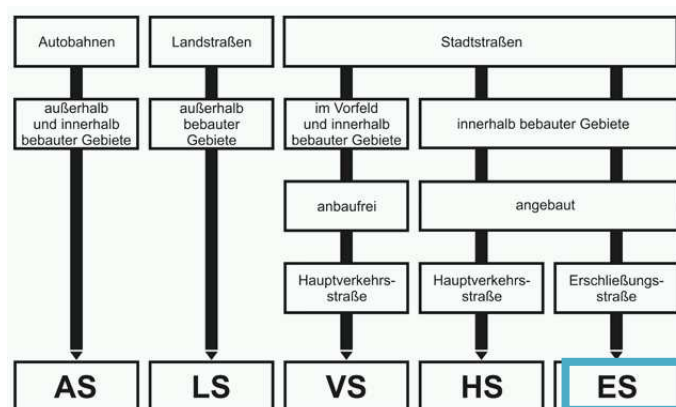 Autobahnen
Landstraßen
Stadtstraßen
außerhalb
und innerhalb
bebauter Gebiete
außerhalb
bebauter
Gebiete
im Vorfeld
und innerhalb
bebauter Gebiete
innerhalb bebauter Gebiete
anbaufrei
angebaut
Hauptverkehrs-
straße
Hauptverkehrs-
straße
Erschließungs-
straße
AS
LS
VS
HS
ES